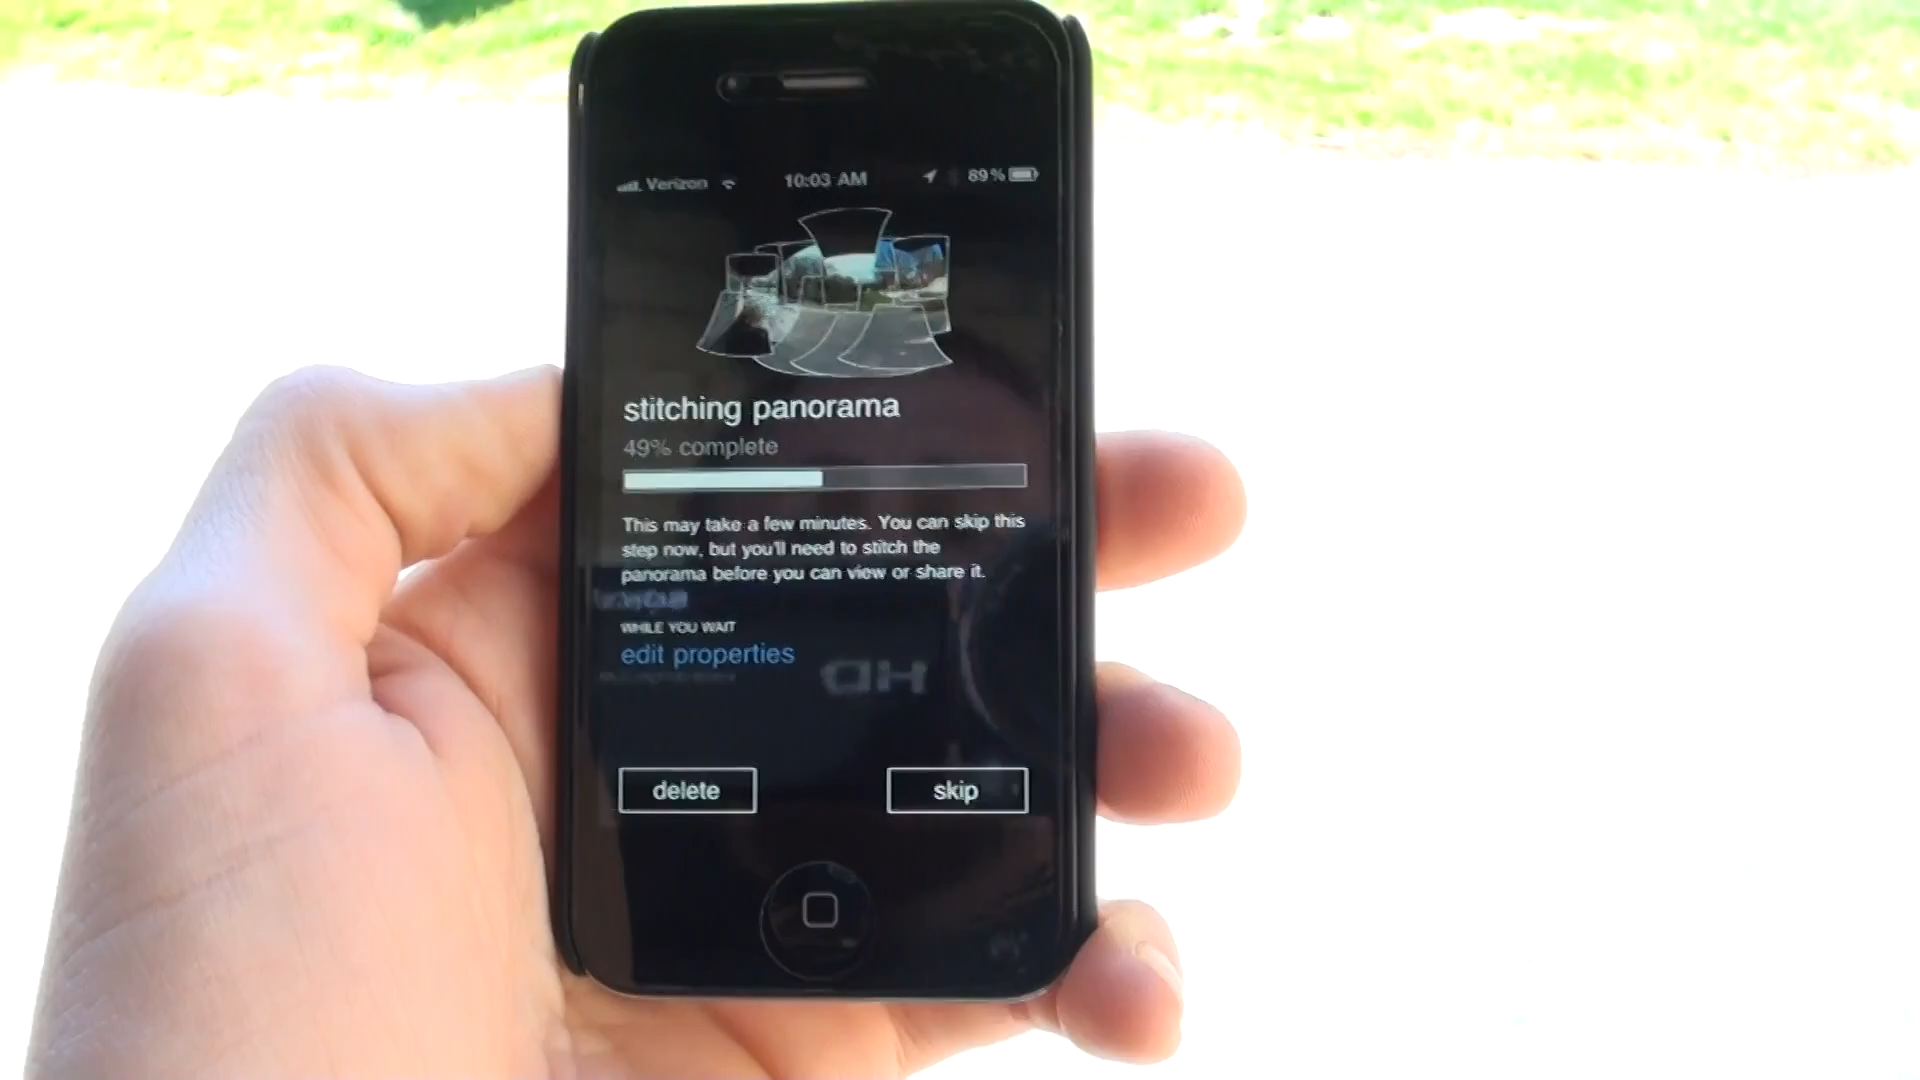 Verizon 10:03 AM 89%
stitching panorama
49% complete
This may take a few minutes. You can skip this
step now, but you'll need to stitch the
panorama before you can view or share it.
WHILE YOU WAIT
edit properties
HD
delete skip